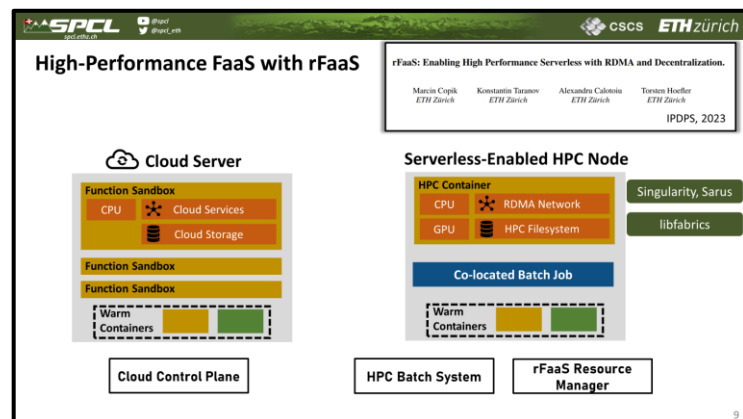 SPCL
spcl.ethz.ch
@spcl
@spcl_eth
CSCS
ETH zürich
High-Performance FaaS with rFaaS
rFaaS: Enabling High Performance Serverless with RDMA and Decentralization.
Marcin Copik Konstantin Taranov Alexandru Calotoiu Torsten Hoefler
ETH Zürich ETH Zürich ETH Zürich ETH Zürich
IPDPS, 2023
Cloud Server
Function Sandbox
CPU Cloud Services
Cloud Storage
Function Sandbox
Function Sandbox
Warm
Containers
Cloud Control Plane
Serverless-Enabled HPC Node
HPC Container
CPU RDMA Network
GPU HPC Filesystem
Co-located Batch Job
Warm
Containers
Singularity, Sarus
libfabrics
HPC Batch System
rFaaS Resource
Manager
9